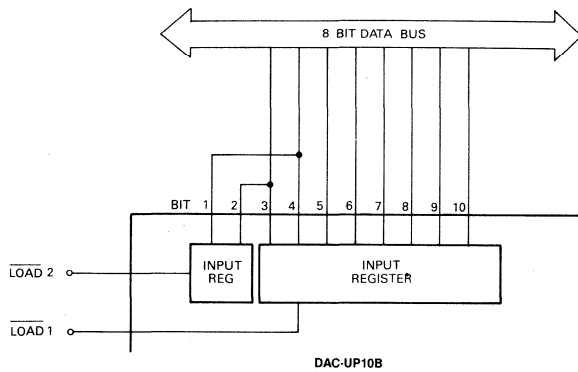 8 BIT DATA BUS
BIT 1 2 3 4 5 6 7 8 9 10
LOAD 2
INPUT REG
INPUT REGISTER
LOAD 1
DAC-UP10B